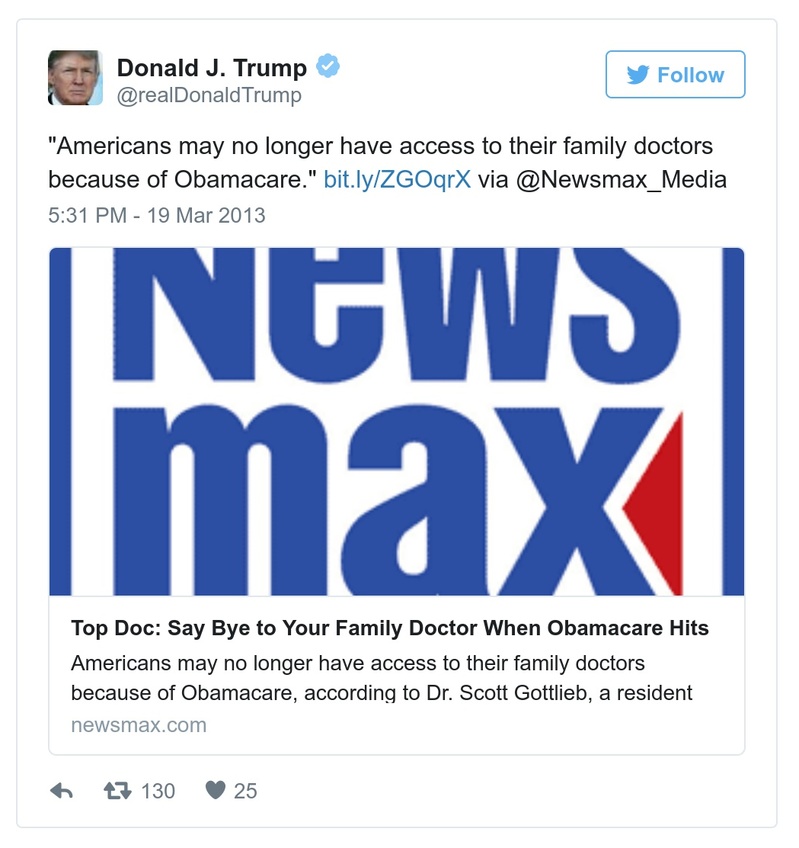 Donald J. Trump
@realDonaldTrump
Follow
"Americans may no longer have access to their family doctors
because of Obamacare." bit.ly/ZGOqrX via @Newsmax_Media
5:31 PM - 19 Mar 2013
News
max
Top Doc: Say Bye to Your Family Doctor When Obamacare Hits
Americans may no longer have access to their family doctors
because of Obamacare, according to Dr. Scott Gottlieb, a resident
newsmax.com
130
25